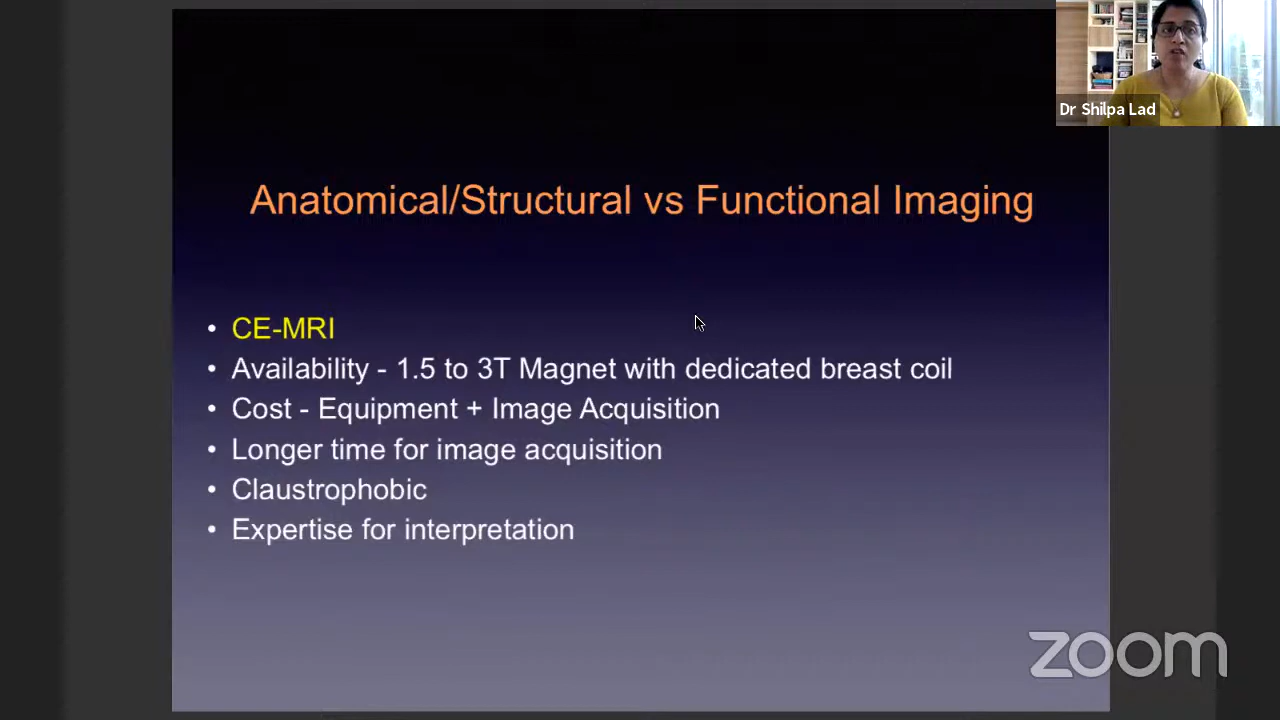 Dr Shilpa Lad
Anatomical/Structural vs Functional Imaging
• CE-MRI
• Availability - 1.5 to 3T Magnet with dedicated breast coil
• Cost - Equipment + Image Acquisition
• Longer time for image acquisition
• Claustrophobic
• Expertise for interpretation
zoom